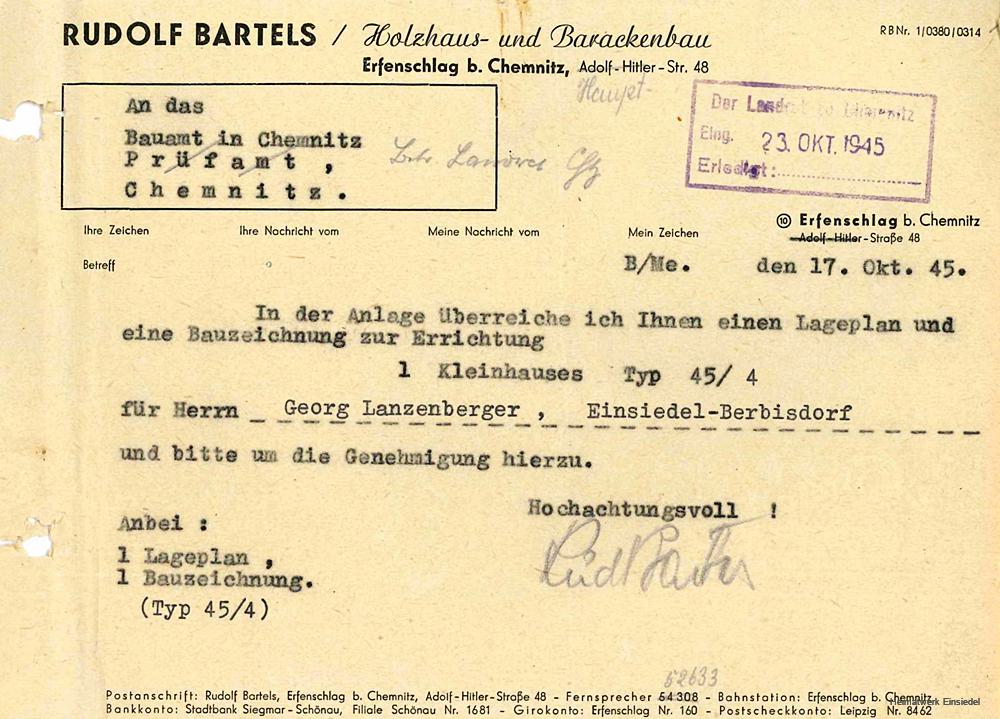 RUDOLF BARTELS / Holzhaus- und Barackenbau
RBNr. 1/0380/0314
Erfenschlag b. Chemnitz, Adolf-Hitler-Str. 48
Haupt-
An das
Bauamt in Chemnitz
Prüfamt ,
Chemnitz.
Der Landrat zu Chemnitz
Eing. 23. OKT. 1945
Erledigt:
Ihre Zeichen Ihre Nachricht vom Meine Nachricht vom Mein Zeichen
⑩ Erfenschlag b. Chemnitz
Adolf-Hitler-Straße 48
Betreff
B/Me. den 17. Okt. 45.
In der Anlage überreiche ich Ihnen einen Lageplan und
eine Bauzeichnung zur Errichtung
1 Kleinhauses Typ 45/ 4
für Herrn _ Georg Lanzenberger , Einsiedel-Berbisdorf
und bitte um die Genehmigung hierzu.
Hochachtungsvoll !
Anbei :
1 Lageplan ,
1 Bauzeichnung.
(Typ 45/4)
52633
Postanschrift: Rudolf Bartels, Erfenschlag b. Chemnitz, Adolf-Hitler-Straße 48 - Fernsprecher 54308 - Bahnstation: Erfenschlag b. Chemnitz
Bankkonto: Stadtbank Siegmar-Schönau, Filiale Schönau Nr. 1681 - Girokonto: Erfenschlag Nr. 160 - Postscheckkonto: Leipzig Nr. 8462
Heimatwerk Einsiedel